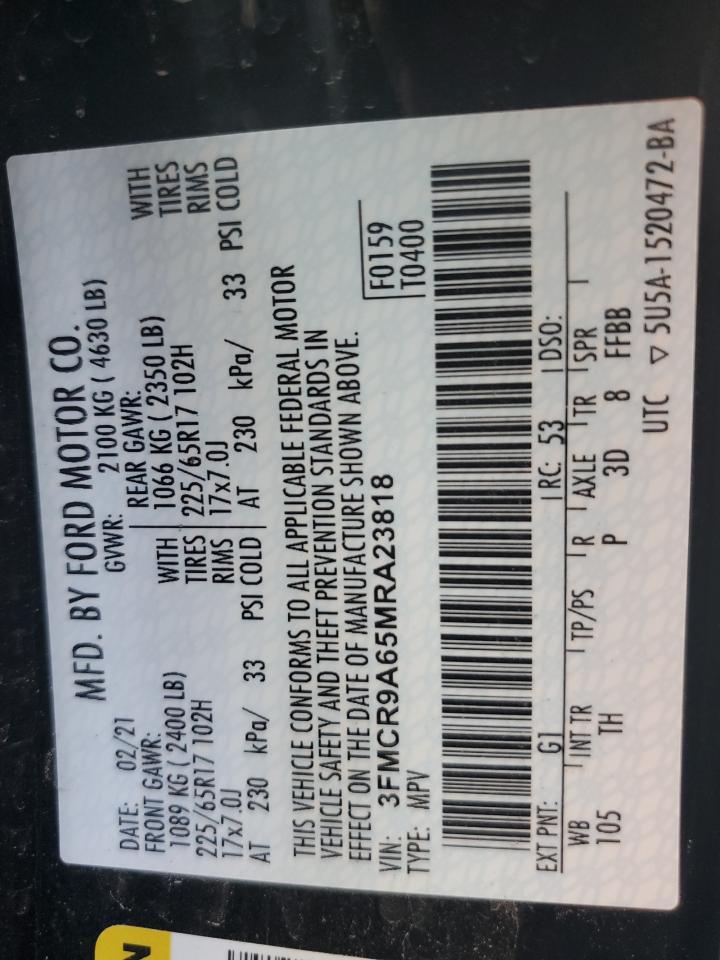 MFD. BY FORD MOTOR CO.
DATE: 02/21 GVWR: 2100 KG ( 4630 LB)
FRONT GAWR: REAR GAWR:
1089 KG ( 2400 LB) WITH 1066 KG ( 2350 LB) WITH
225/65R17 102H TIRES 225/65R17 102H TIRES
17x7.0J RIMS 17x7.0J RIMS
AT 230 kPa/ 33 PSI COLD AT 230 kPa/ 33 PSI COLD
THIS VEHICLE CONFORMS TO ALL APPLICABLE FEDERAL MOTOR
VEHICLE SAFETY AND THEFT PREVENTION STANDARDS IN
EFFECT ON THE DATE OF MANUFACTURE SHOWN ABOVE.
VIN: 3FMCR9A65MRA23818 F0159
TYPE: MPV T0400
EXT PNT: G1 RC: 53 DSO:
WB INT TR TP/PS R AXLE TR SPR
105 TH P 3D 8 FFBB
UTC ▽ 5U5A-1520472-BA
N